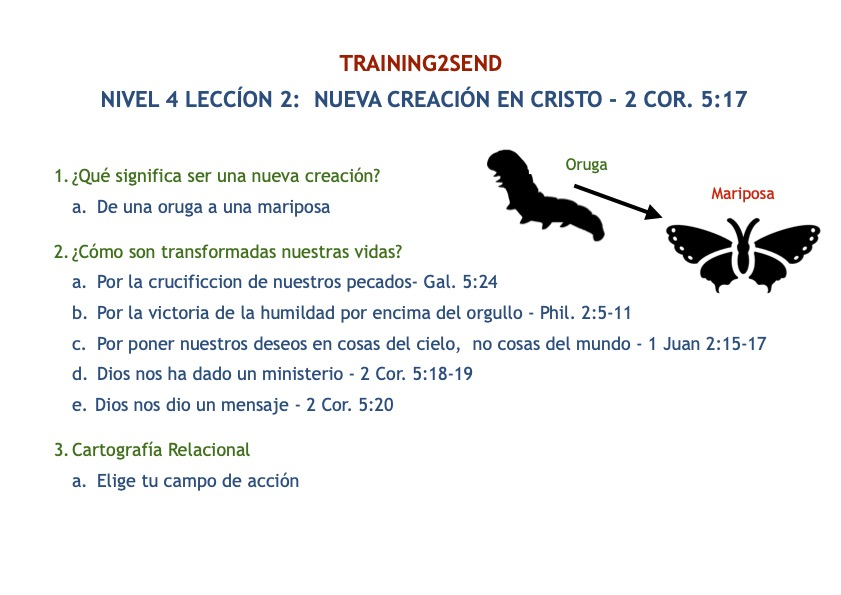 TRAINING2SEND
NIVEL 4 LECCÍON 2: NUEVA CREACIÓN EN CRISTO - 2 COR. 5:17
Oruga
Mariposa
1. ¿Qué significa ser una nueva creación?
a. De una oruga a una mariposa
2. ¿Cómo son transformadas nuestras vidas?
a. Por la crucificcion de nuestros pecados- Gal. 5:24
b. Por la victoria de la humildad por encima del orgullo - Phil. 2:5-11
c. Por poner nuestros deseos en cosas del cielo, no cosas del mundo - 1 Juan 2:15-17
d. Dios nos ha dado un ministerio - 2 Cor. 5:18-19
e. Dios nos dio un mensaje - 2 Cor. 5:20
3. Cartografía Relacional
a. Elige tu campo de acción